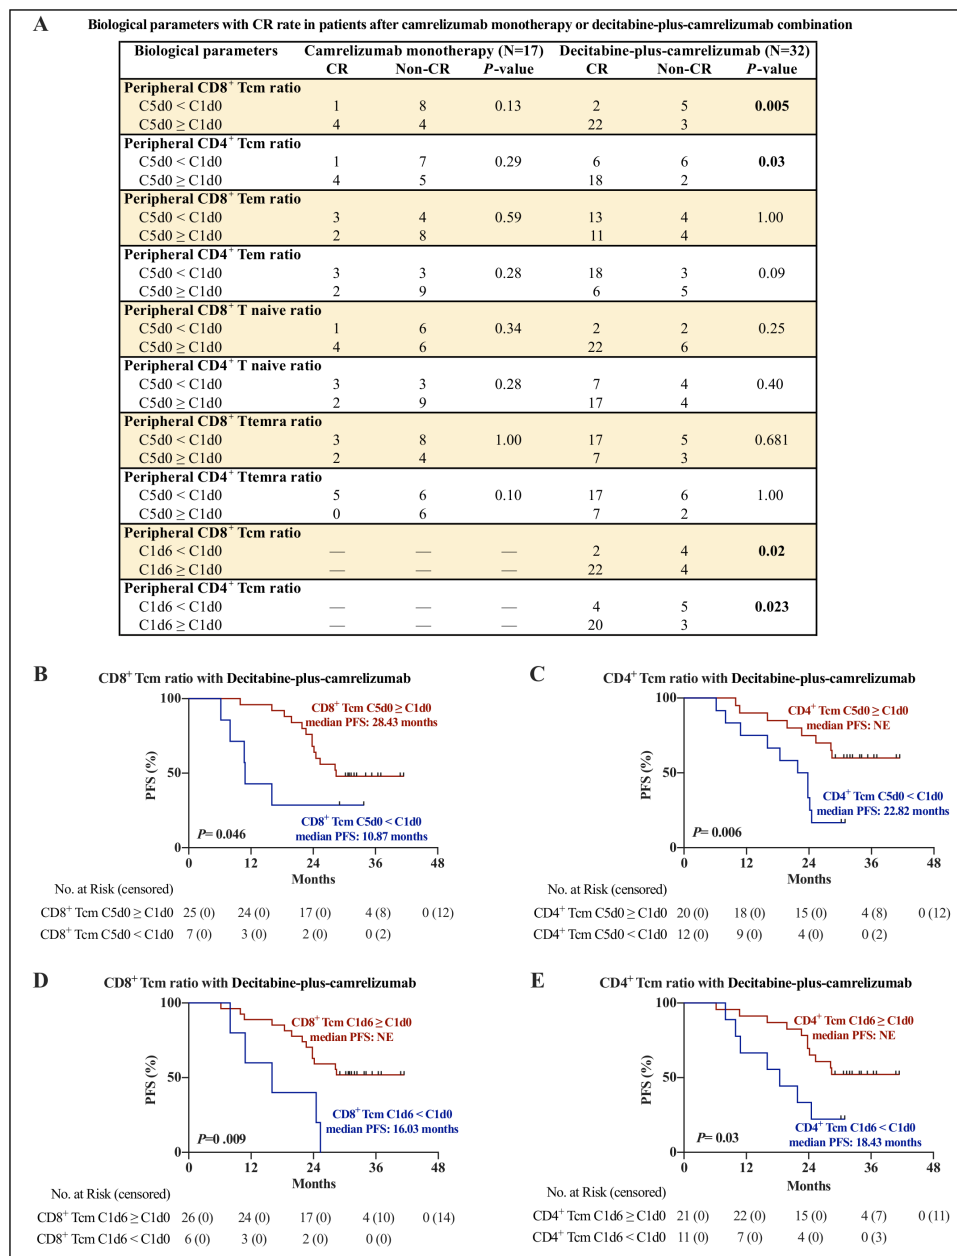 A Biological parameters with CR rate in patients after camrelizumab monotherapy or decitabine-plus-camrelizumab combination
Biological parameters Camrelizumab monotherapy (N=17) Decitabine-plus-camrelizumab (N=32)
CR Non-CR P-value CR Non-CR P-value
Peripheral CD8+ Tcm ratio
C5d0 < C1d0 1 8 0.13 2 5 0.005
C5d0 ≥ C1d0 4 4 22 3
Peripheral CD4+ Tcm ratio
C5d0 < C1d0 1 7 0.29 6 6 0.03
C5d0 ≥ C1d0 4 5 18 2
Peripheral CD8+ Tem ratio
C5d0 < C1d0 3 4 0.59 13 4 1.00
C5d0 ≥ C1d0 2 8 11 4
Peripheral CD4+ Tem ratio
C5d0 < C1d0 3 3 0.28 18 3 0.09
C5d0 ≥ C1d0 2 9 6 5
Peripheral CD8+ T naive ratio
C5d0 < C1d0 1 6 0.34 2 2 0.25
C5d0 ≥ C1d0 4 6 22 6
Peripheral CD4+ T naive ratio
C5d0 < C1d0 3 3 0.28 7 4 0.40
C5d0 ≥ C1d0 2 9 17 4
Peripheral CD8+ Ttemra ratio
C5d0 < C1d0 3 8 1.00 17 5 0.681
C5d0 ≥ C1d0 2 4 7 3
Peripheral CD4+ Ttemra ratio
C5d0 < C1d0 5 6 0.10 17 6 1.00
C5d0 ≥ C1d0 0 6 7 2
Peripheral CD8+ Tcm ratio
C1d6 < C1d0 — — — 2 4 0.02
C1d6 ≥ C1d0 — — — 22 4
Peripheral CD4+ Tcm ratio
C1d6 < C1d0 — — — 4 5 0.023
C1d6 ≥ C1d0 — — — 20 3
B
CD8+ Tcm ratio with Decitabine-plus-camrelizumab
100
50
0
PFS (%)
CD8+ Tcm C5d0 ≥ C1d0
median PFS: 28.43 months
CD8+ Tcm C5d0 < C1d0
median PFS: 10.87 months
P= 0.046
0 12 24 36 48
Months
No. at Risk (censored)
CD8+ Tcm C5d0 ≥ C1d0 25 (0) 24 (0) 17 (0) 4 (8) 0 (12)
CD8+ Tcm C5d0 < C1d0 7 (0) 3 (0) 2 (0) 0 (2)
C
CD4+ Tcm ratio with Decitabine-plus-camrelizumab
100
50
0
PFS (%)
CD4+ Tcm C5d0 ≥ C1d0
median PFS: NE
CD4+ Tcm C5d0 < C1d0
median PFS: 22.82 months
P= 0.006
0 12 24 36 48
Months
No. at Risk (censored)
CD4+ Tcm C5d0 ≥ C1d0 20 (0) 18 (0) 15 (0) 4 (8) 0 (12)
CD4+ Tcm C5d0 < C1d0 12 (0) 9 (0) 4 (0) 0 (2)
D
CD8+ Tcm ratio with Decitabine-plus-camrelizumab
100
50
0
PFS (%)
CD8+ Tcm C1d6 ≥ C1d0
median PFS: NE
CD8+ Tcm C1d6 < C1d0
median PFS: 16.03 months
P=0 .009
0 12 24 36 48
Months
No. at Risk (censored)
CD8+ Tcm C1d6 ≥ C1d0 26 (0) 24 (0) 17 (0) 4 (10) 0 (14)
CD8+ Tcm C1d6 < C1d0 6 (0) 3 (0) 2 (0) 0 (0)
E
CD4+ Tcm ratio with Decitabine-plus-camrelizumab
100
50
0
PFS (%)
CD4+ Tcm C1d6 ≥ C1d0
median PFS: NE
CD4+ Tcm C1d6 < C1d0
median PFS: 18.43 months
P= 0.03
0 12 24 36 48
Months
No. at Risk (censored)
CD4+ Tcm C1d6 ≥ C1d0 21 (0) 22 (0) 15 (0) 4 (7) 0 (11)
CD4+ Tcm C1d6 < C1d0 11 (0) 7 (0) 4 (0) 0 (3)